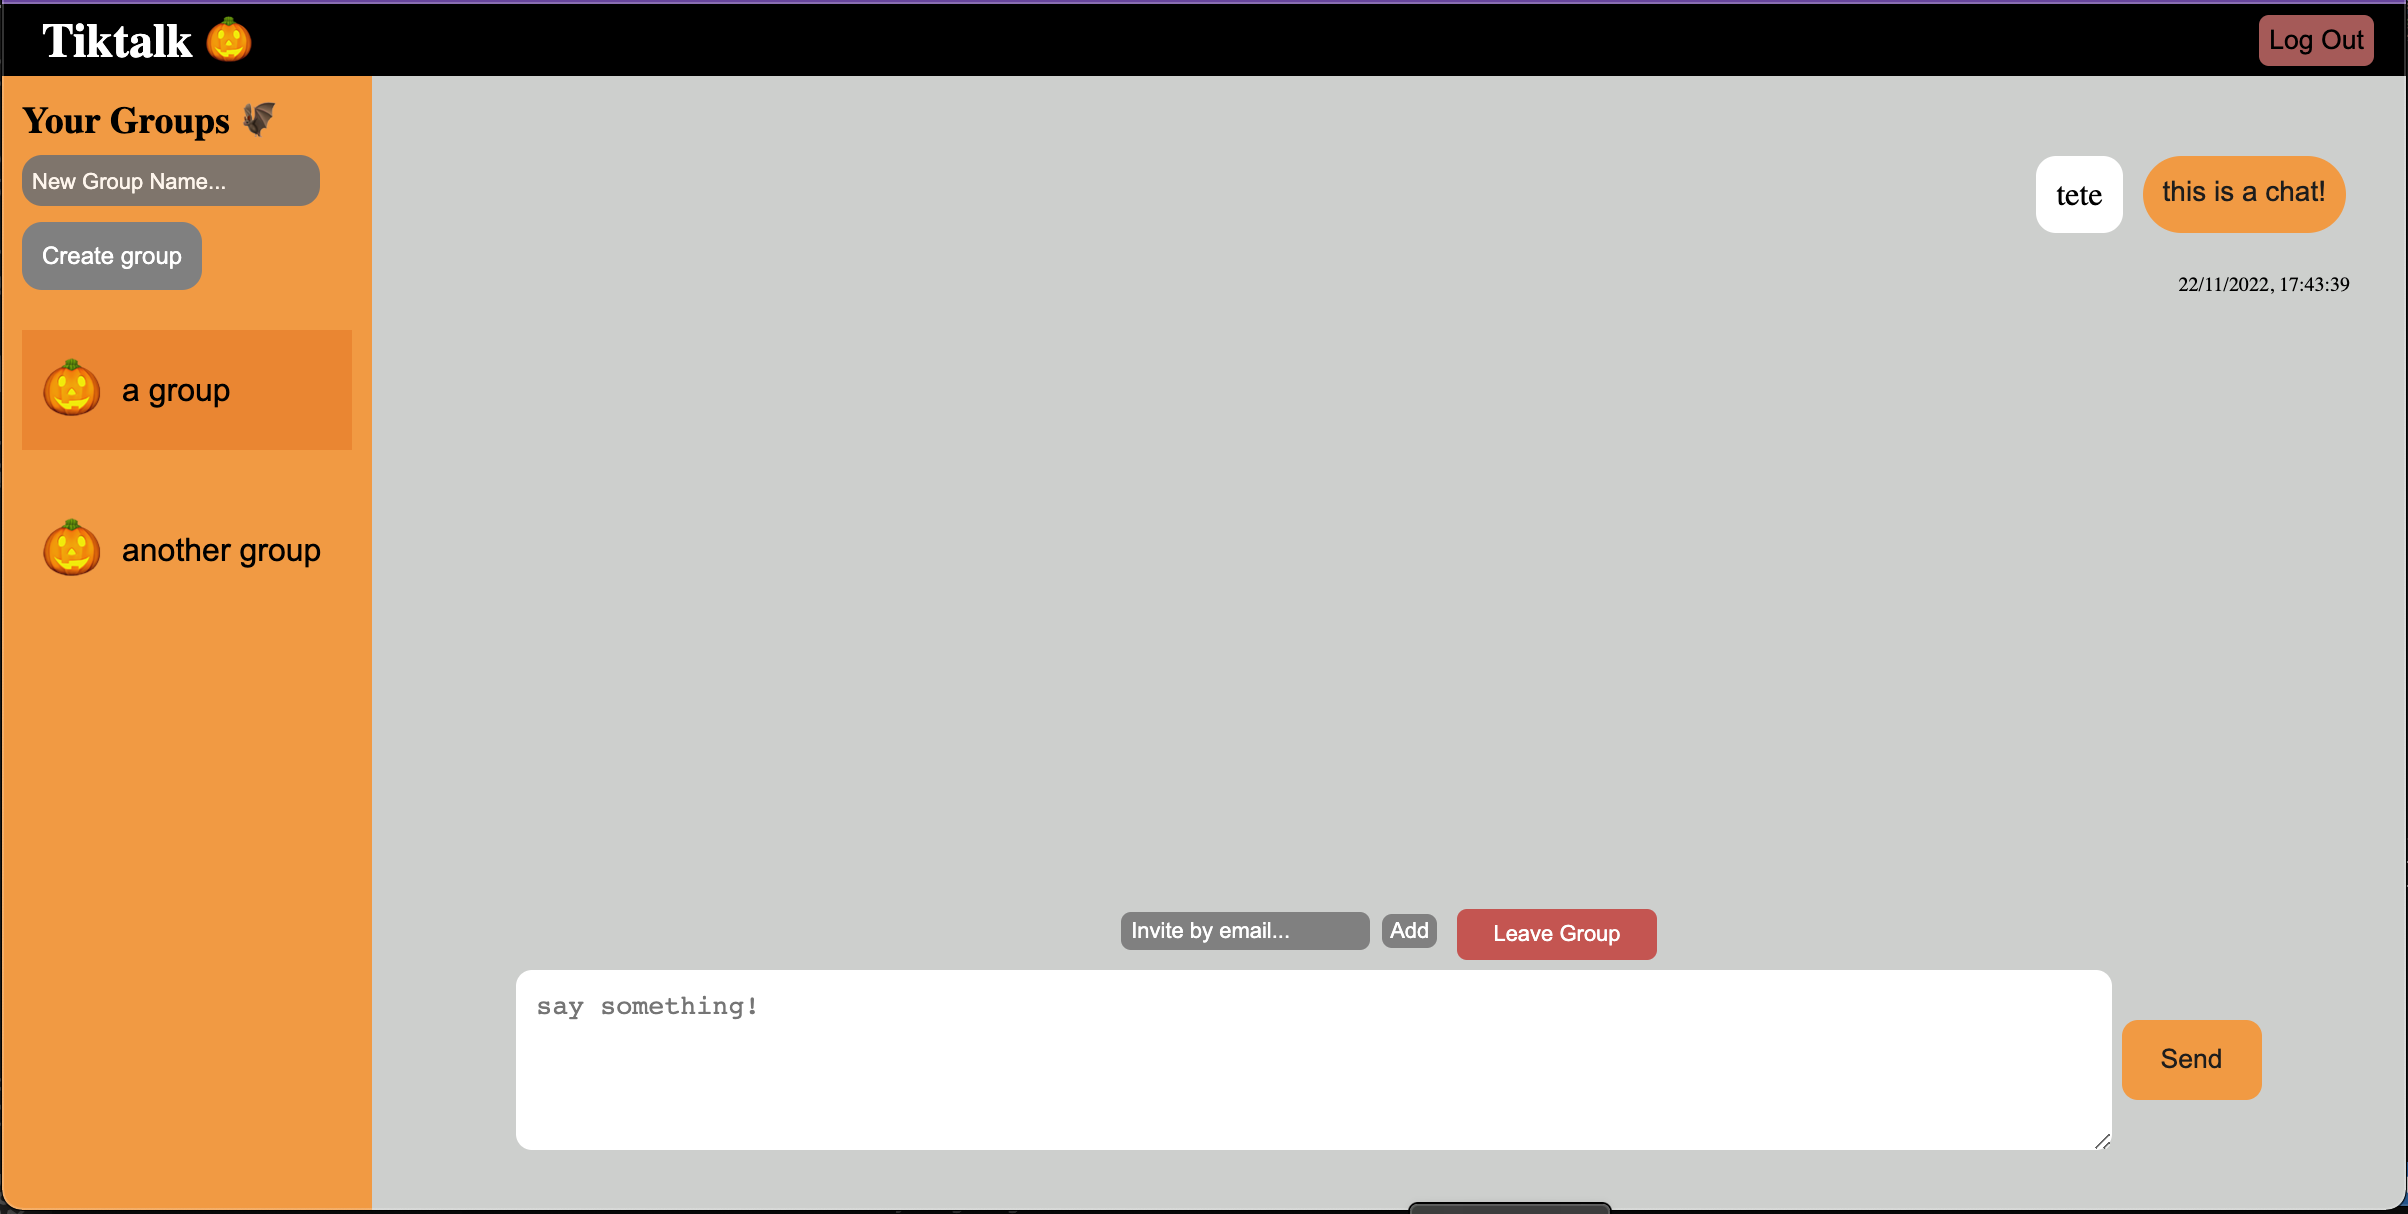 Tiktalk 🎃
Log Out
Your Groups 🦇
New Group Name...
Create group
a group
another group
tete
this is a chat!
22/11/2022, 17:43:39
Invite by email...
Add
Leave Group
say something!
Send